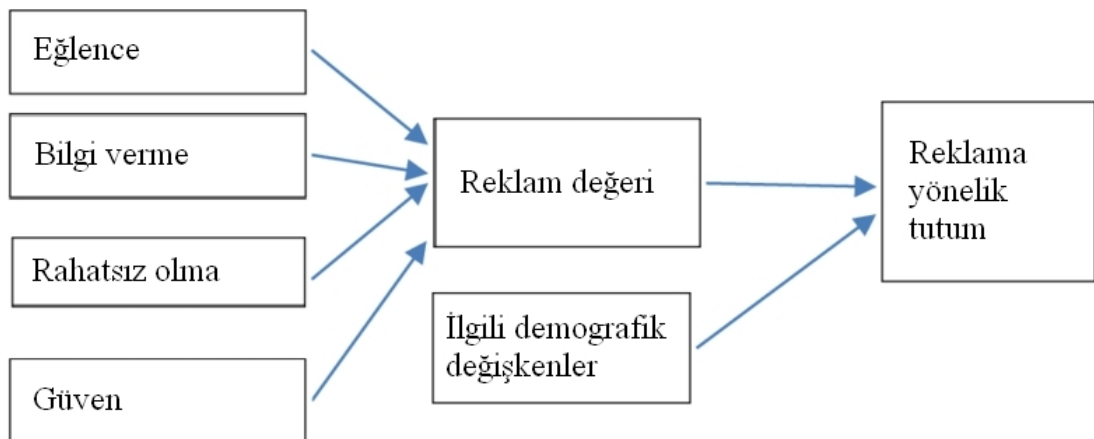 Eğlence
Bilgi verme
Rahatsız olma
Güven
Reklam değeri
İlgili demografik
değişkenler
Reklama
yönelik
tutum